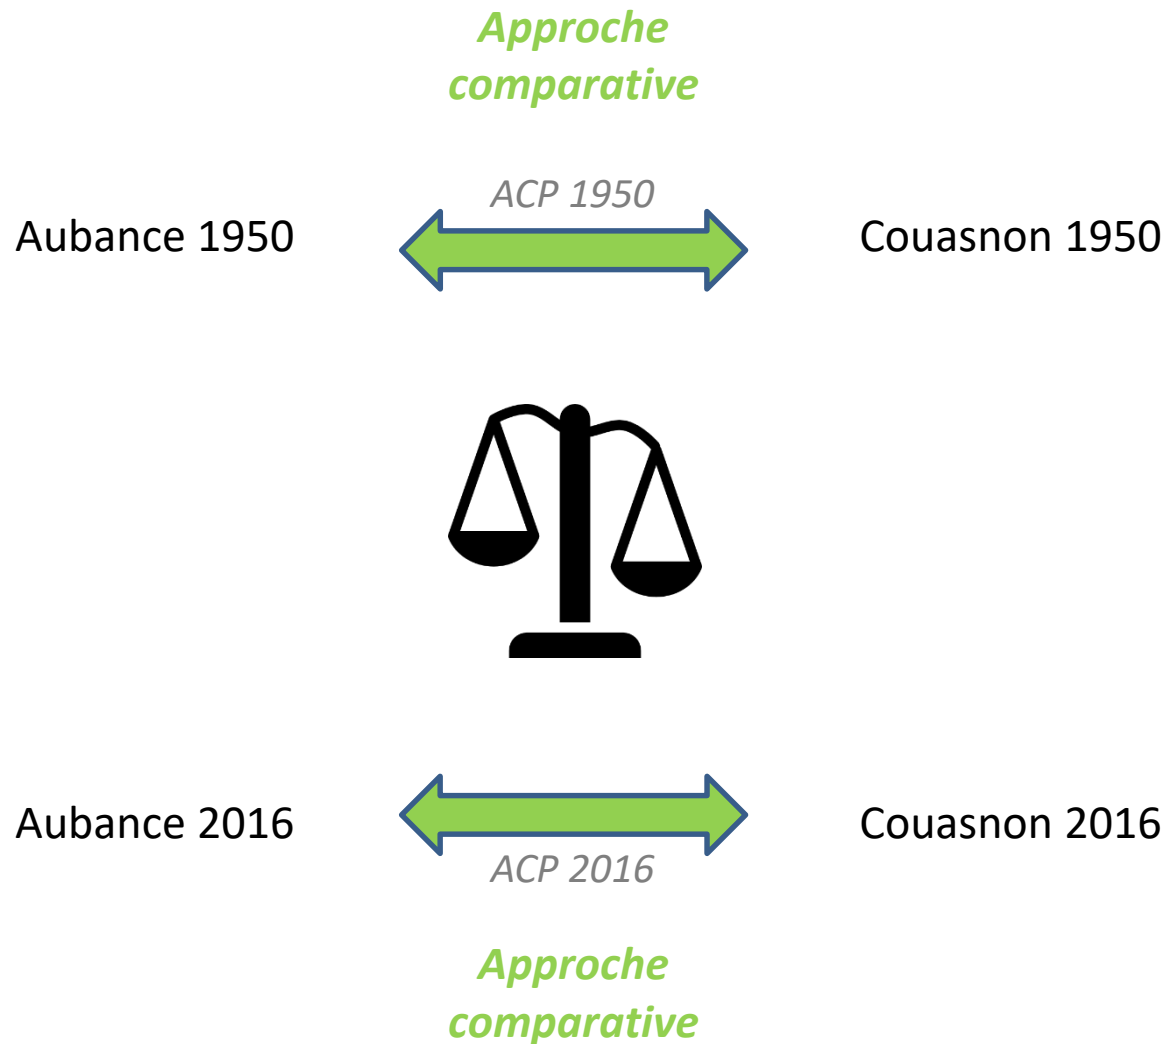 Approche
comparative
ACP 1950
Aubance 1950
Couasnon 1950
Aubance 2016
Couasnon 2016
ACP 2016
Approche
comparative